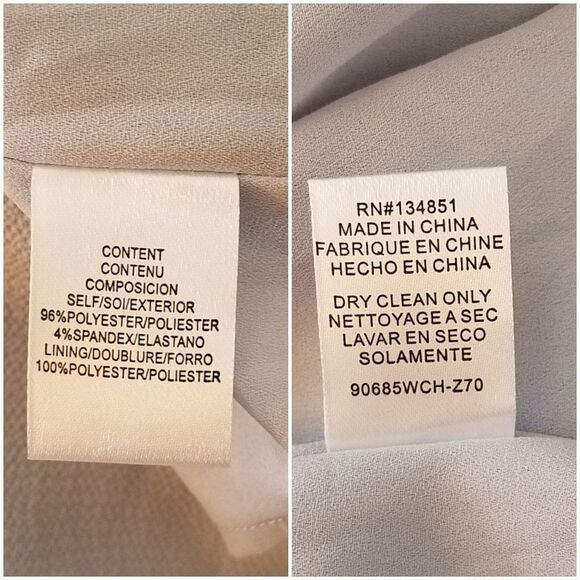 CONTENT
CONTENU
COMPOSICION
SELF/SOI/EXTERIOR
96%POLYESTER/POLIESTER
4%SPANDEX/ELASTANO
LINING/DOUBLURE/FORRO
100%POLYESTER/POLIESTER
RN#134851
MADE IN CHINA
FABRIQUE EN CHINE
HECHO EN CHINA
DRY CLEAN ONLY
NETTOYAGE A SEC
LAVAR EN SECO
SOLAMENTE
90685WCH-Z70